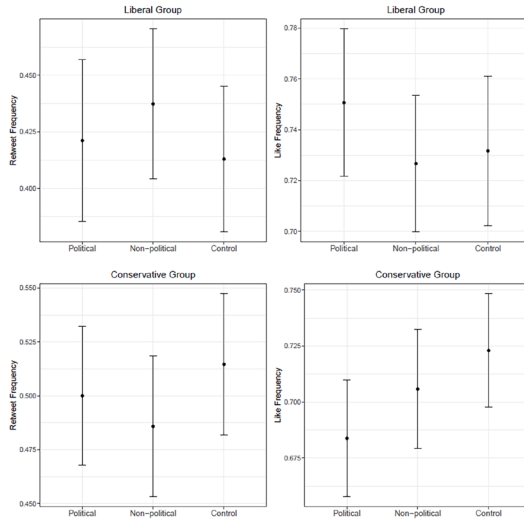 Liberal Group
Retweet Frequency
0.450
0.425
0.400
Political Non-political Control
Liberal Group
Like Frequency
0.78
0.76
0.74
0.72
0.70
Political Non-political Control
Conservative Group
Retweet Frequency
0.550
0.525
0.500
0.475
0.450
Political Non-political Control
Conservative Group
Like Frequency
0.750
0.725
0.700
0.675
Political Non-political Control